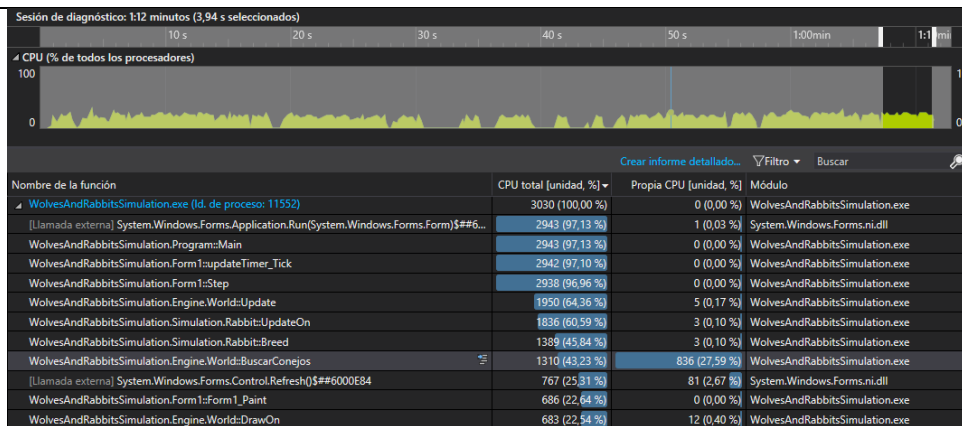 Sesión de diagnóstico: 1:12 minutos (3,94 s seleccionados)
10 s 20 s 30 s 40 s 50 s 1:00min 1:1 mi
CPU (% de todos los procesadores)
100 1
0 0
Crear informe detallado... Filtro Buscar
Nombre de la función CPU total [unidad, %] Propia CPU [unidad, %] Módulo
WolvesAndRabbitsSimulation.exe (Id. de proceso: 11552) 3030 (100,00 %) 0 (0,00 %) WolvesAndRabbitsSimulation.exe
[Llamada externa] System.Windows.Forms.Application.Run(System.Windows.Forms.Form)$##6... 2943 (97,13 %) 1 (0,03 %) System.Windows.Forms.ni.dll
WolvesAndRabbitsSimulation.Program::Main 2943 (97,13 %) 0 (0,00 %) WolvesAndRabbitsSimulation.exe
WolvesAndRabbitsSimulation.Form1::updateTimer_Tick 2942 (97,10 %) 0 (0,00 %) WolvesAndRabbitsSimulation.exe
WolvesAndRabbitsSimulation.Form1::Step 2938 (96,96 %) 0 (0,00 %) WolvesAndRabbitsSimulation.exe
WolvesAndRabbitsSimulation.Engine.World::Update 1950 (64,36 %) 5 (0,17 %) WolvesAndRabbitsSimulation.exe
WolvesAndRabbitsSimulation.Simulation.Rabbit::UpdateOn 1836 (60,59 %) 3 (0,10 %) WolvesAndRabbitsSimulation.exe
WolvesAndRabbitsSimulation.Simulation.Rabbit::Breed 1389 (45,84 %) 3 (0,10 %) WolvesAndRabbitsSimulation.exe
WolvesAndRabbitsSimulation.Engine.World::BuscarConejos 1310 (43,23 %) 836 (27,59 %) WolvesAndRabbitsSimulation.exe
[Llamada externa] System.Windows.Forms.Control.Refresh()$##6000E84 767 (25,31 %) 81 (2,67 %) System.Windows.Forms.ni.dll
WolvesAndRabbitsSimulation.Form1::Form1_Paint 686 (22,64 %) 0 (0,00 %) WolvesAndRabbitsSimulation.exe
WolvesAndRabbitsSimulation.Engine.World::DrawOn 683 (22,54 %) 12 (0,40 %) WolvesAndRabbitsSimulation.exe